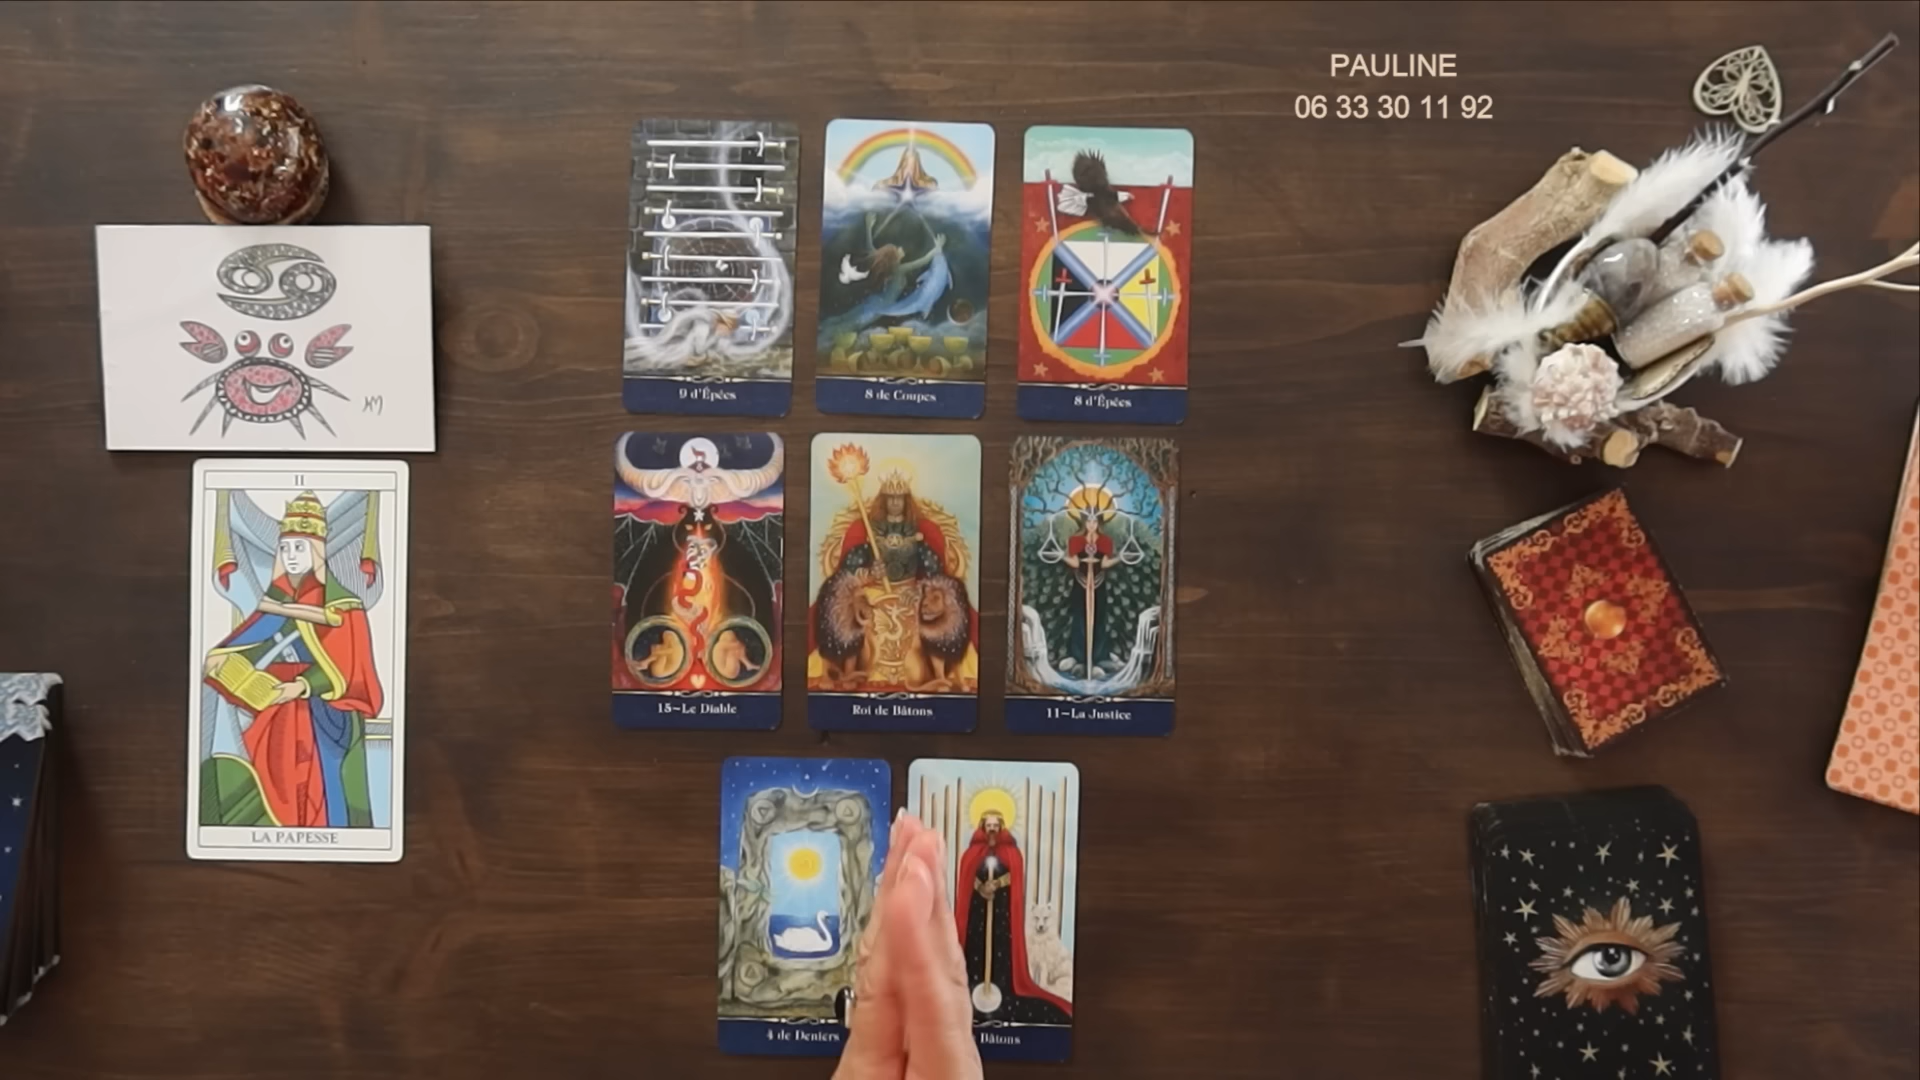 PAULINE
06 33 30 11 92
9 d'Épées
8 de Coupes
8 d'Épées
II
15~Le Diable
Roi de Bâtons
11~La Justice
LA PAPESSE
4 de Deniers
Bâtons